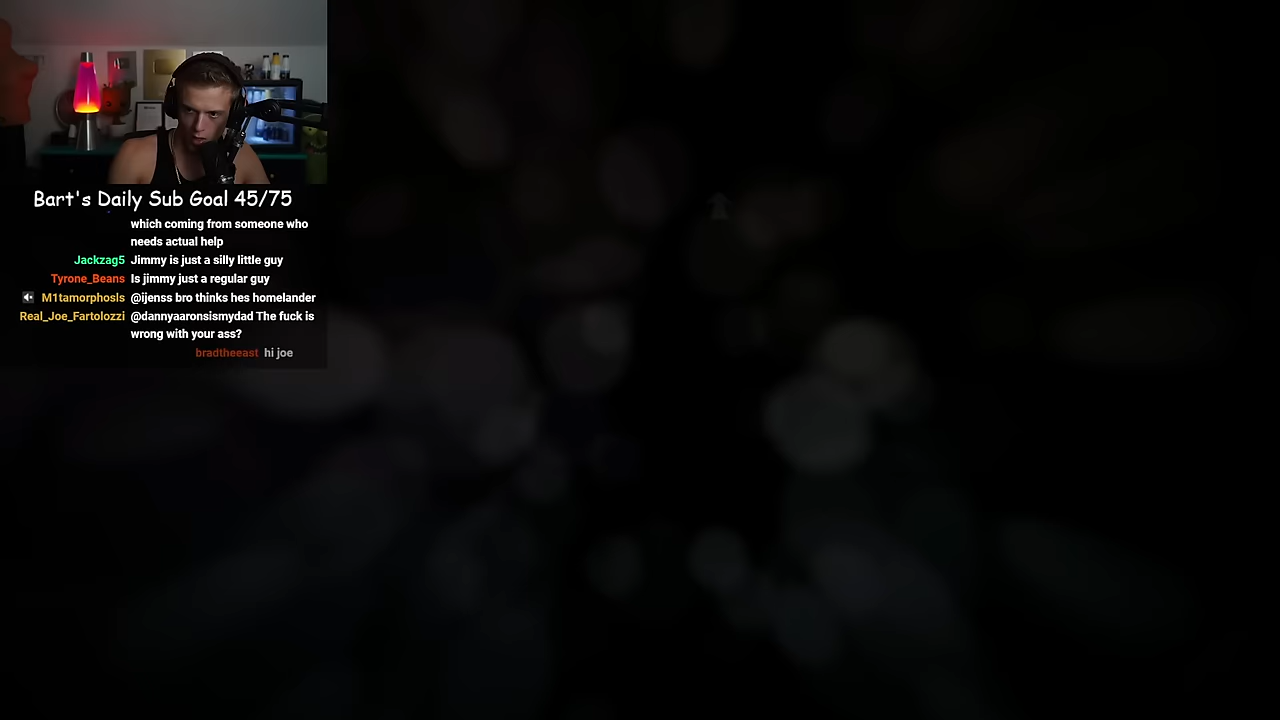 Bart's Daily Sub Goal 45/75
which coming from someone who
needs actual help
Jackzag5 Jimmy is just a silly little guy
Tyrone_Beans Is jimmy just a regular guy
M1tamorphosIs @ijenss bro thinks hes homelander
Real_Joe_Fartolozzi @dannyaaronsismydad The fuck is
wrong with your ass?
bradtheeast hi joe